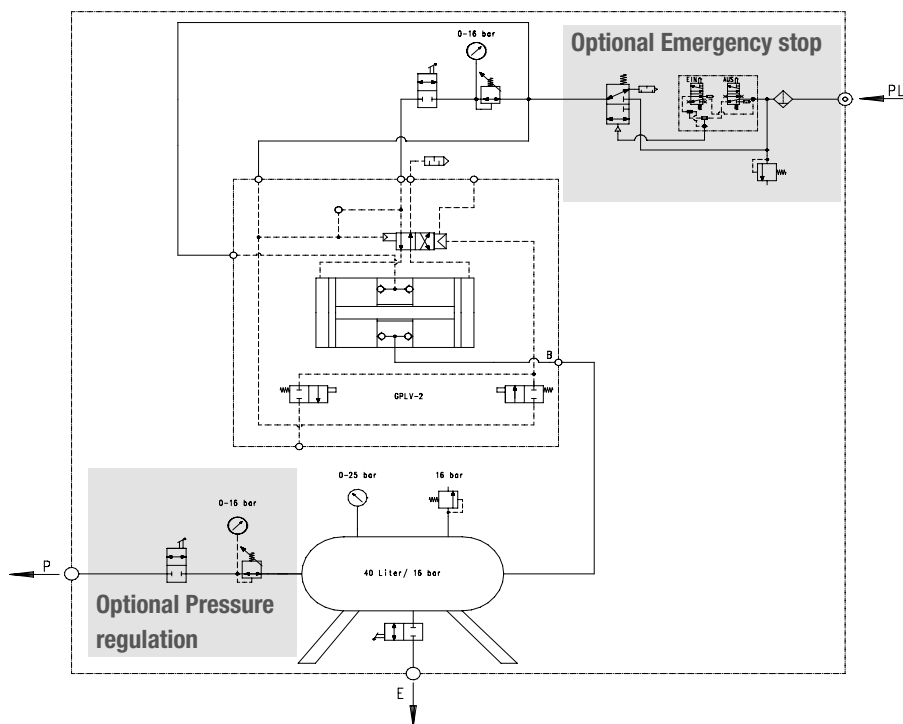 0-16 bar
Optional Emergency stop
EIN
AUS
PL
B
GPLV-2
0-25 bar
16 bar
0-16 bar
P
40 Liter/ 16 bar
Optional Pressure
regulation
E